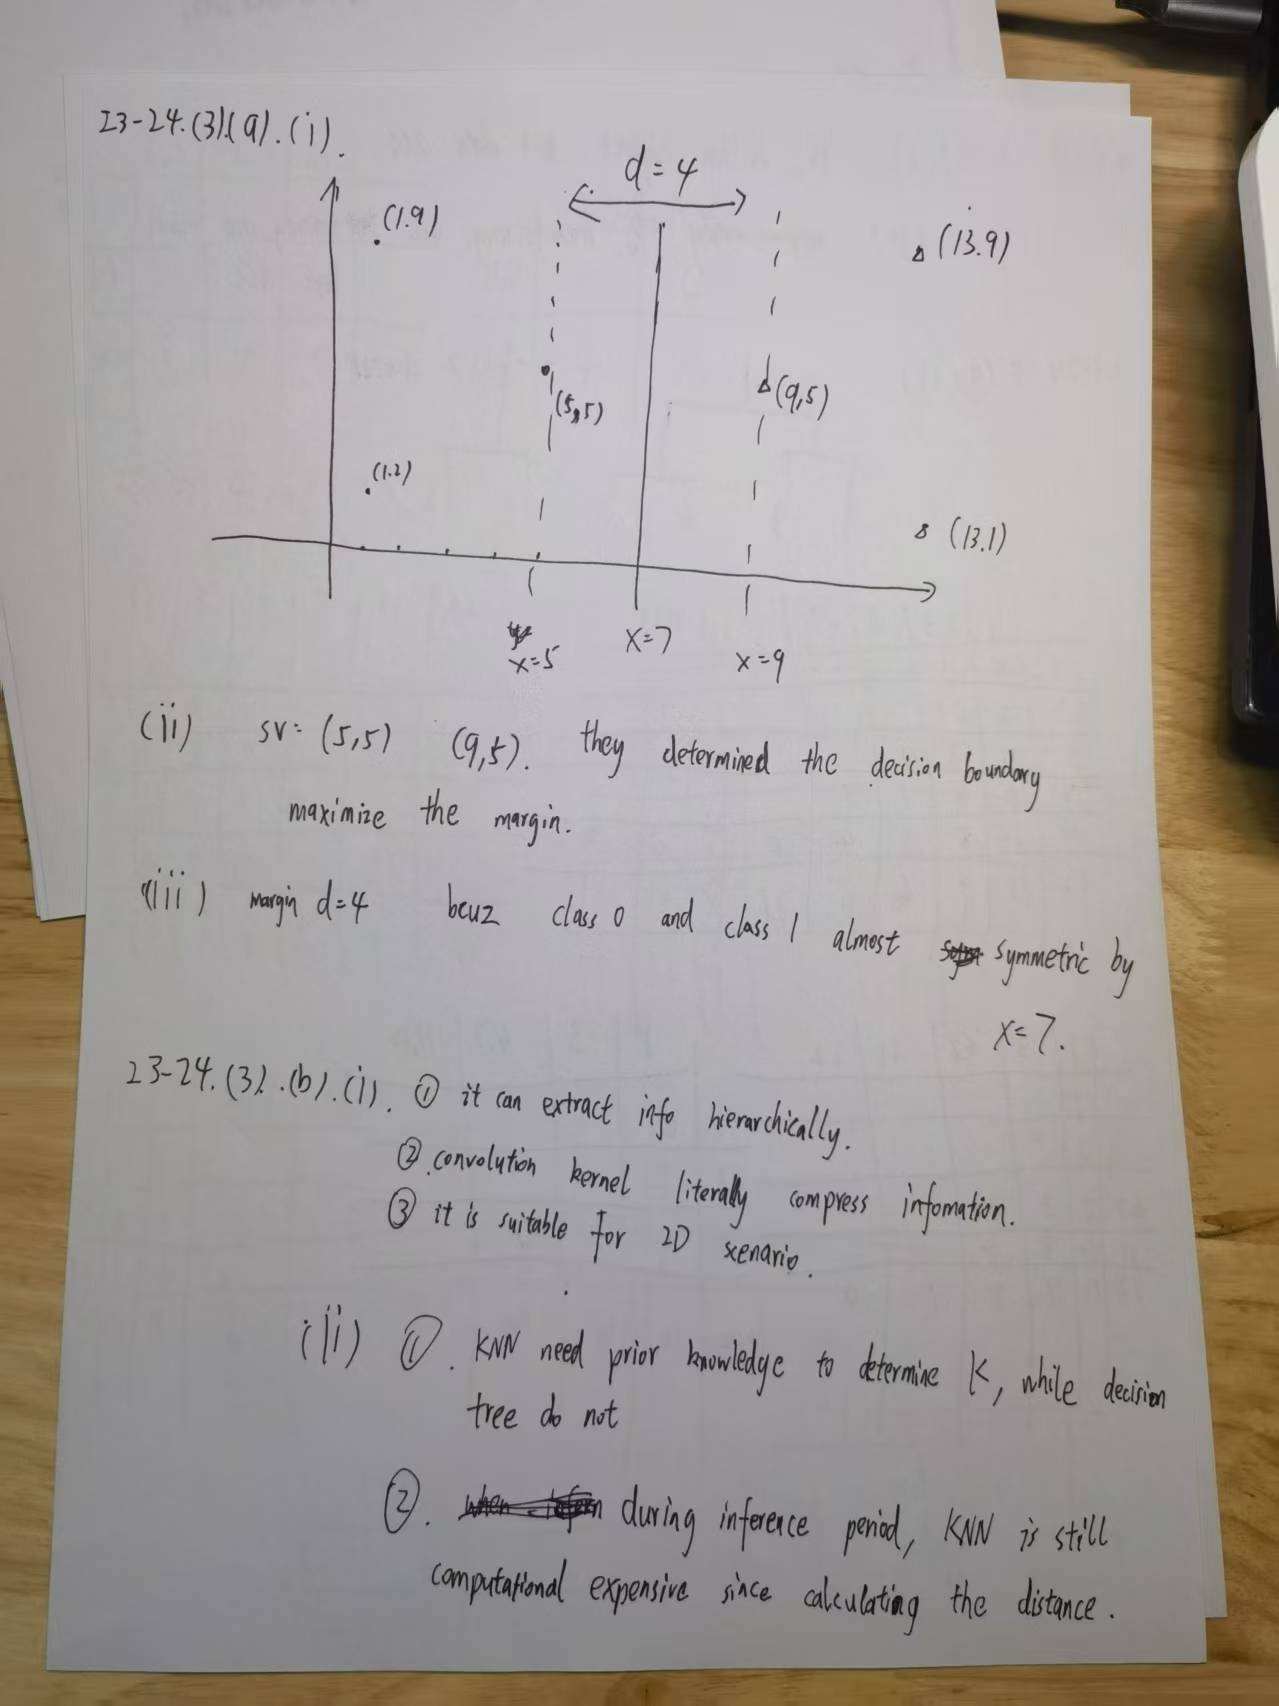 23-24.(3).(a).(i).
d=4
(1.9)
(13.9)
(5,5)
(9,5)
(1.2)
(13.1)
x=5
x=7
x=9
(ii) SV= (5,5) (9,5). they determined the decision boundary
maximize the margin.
(iii) margin d=4 bcuz class 0 and class 1 almost symmetric by
x=7.
23-24.(3).(b).(i). ① it can extract info hierarchically.
② convolution kernel literally compress infomation.
③ it is suitable for 2D scenario.
(ii) ①. KNN need prior knowledge to determine K, while decision
tree do not
②. during inference period, KNN is still
computational expensive since calculating the distance.